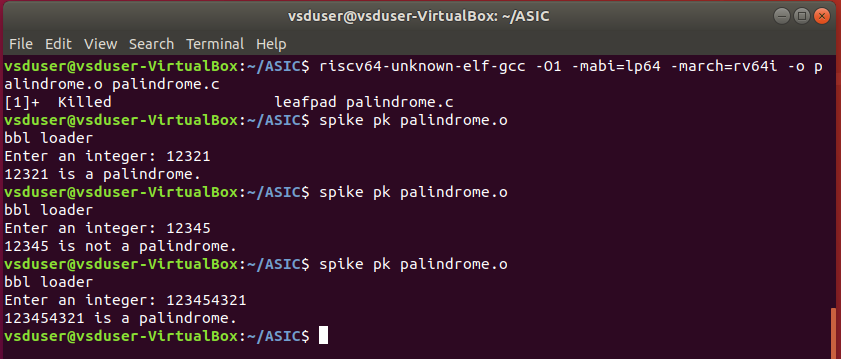 vsduser@vsduser-VirtualBox: ~/ASIC
File Edit View Search Terminal Help
vsduser@vsduser-VirtualBox:~/ASIC$ riscv64-unknown-elf-gcc -O1 -mabi=lp64 -march=rv64i -o p
alindrome.o palindrome.c
[1]+  Killed                  leafpad palindrome.c
vsduser@vsduser-VirtualBox:~/ASIC$ spike pk palindrome.o
bbl loader
Enter an integer: 12321
12321 is a palindrome.
vsduser@vsduser-VirtualBox:~/ASIC$ spike pk palindrome.o
bbl loader
Enter an integer: 12345
12345 is not a palindrome.
vsduser@vsduser-VirtualBox:~/ASIC$ spike pk palindrome.o
bbl loader
Enter an integer: 123454321
123454321 is a palindrome.
vsduser@vsduser-VirtualBox:~/ASIC$